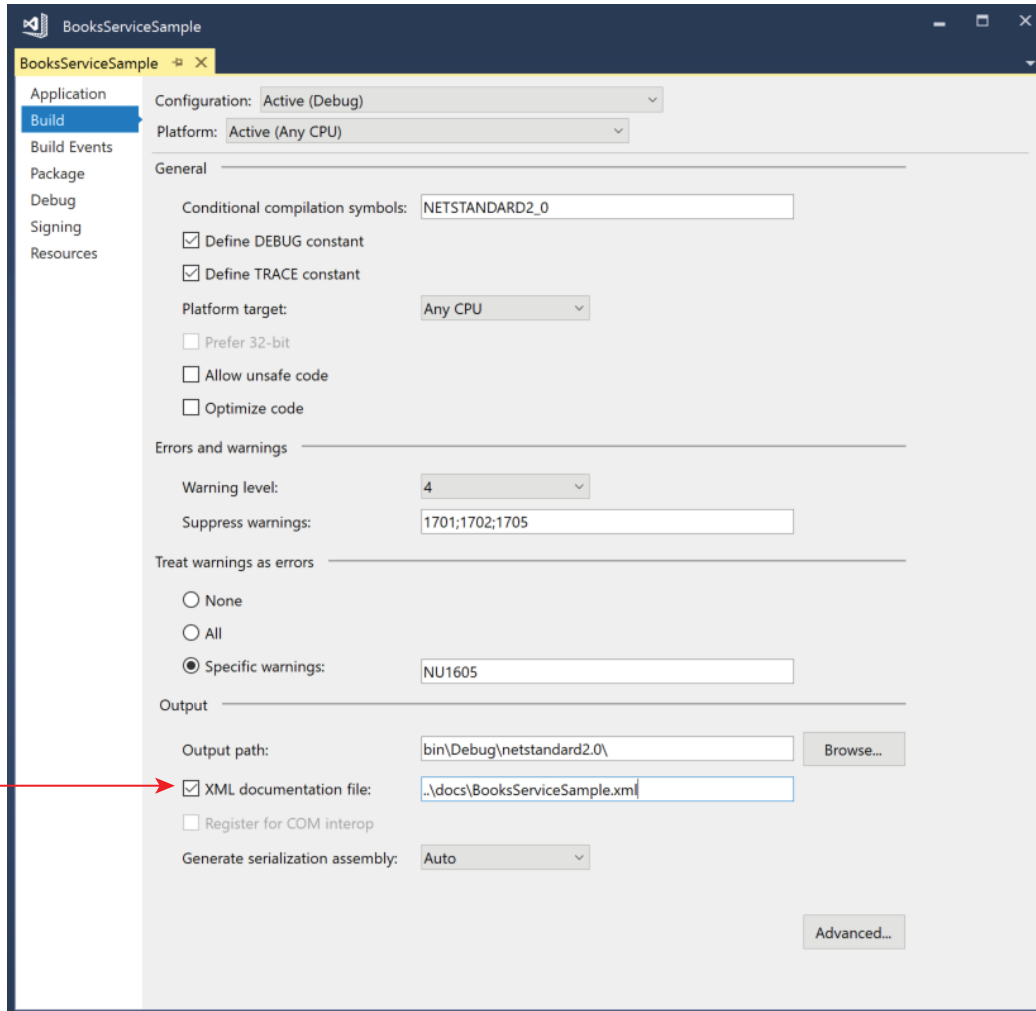 BooksServiceSample
BooksServiceSample
Application
Build
Build Events
Package
Debug
Signing
Resources
Configuration: Active (Debug)
Platform: Active (Any CPU)
General
Conditional compilation symbols: NETSTANDARD2_0
Define DEBUG constant
Define TRACE constant
Platform target: Any CPU
Prefer 32-bit
Allow unsafe code
Optimize code
Errors and warnings
Warning level: 4
Suppress warnings: 1701;1702;1705
Treat warnings as errors
None
All
Specific warnings: NU1605
Output
Output path: bin\Debug\netstandard2.0\ Browse...
XML documentation file: ..\docs\BooksServiceSample.xml
Register for COM interop
Generate serialization assembly: Auto
Advanced...